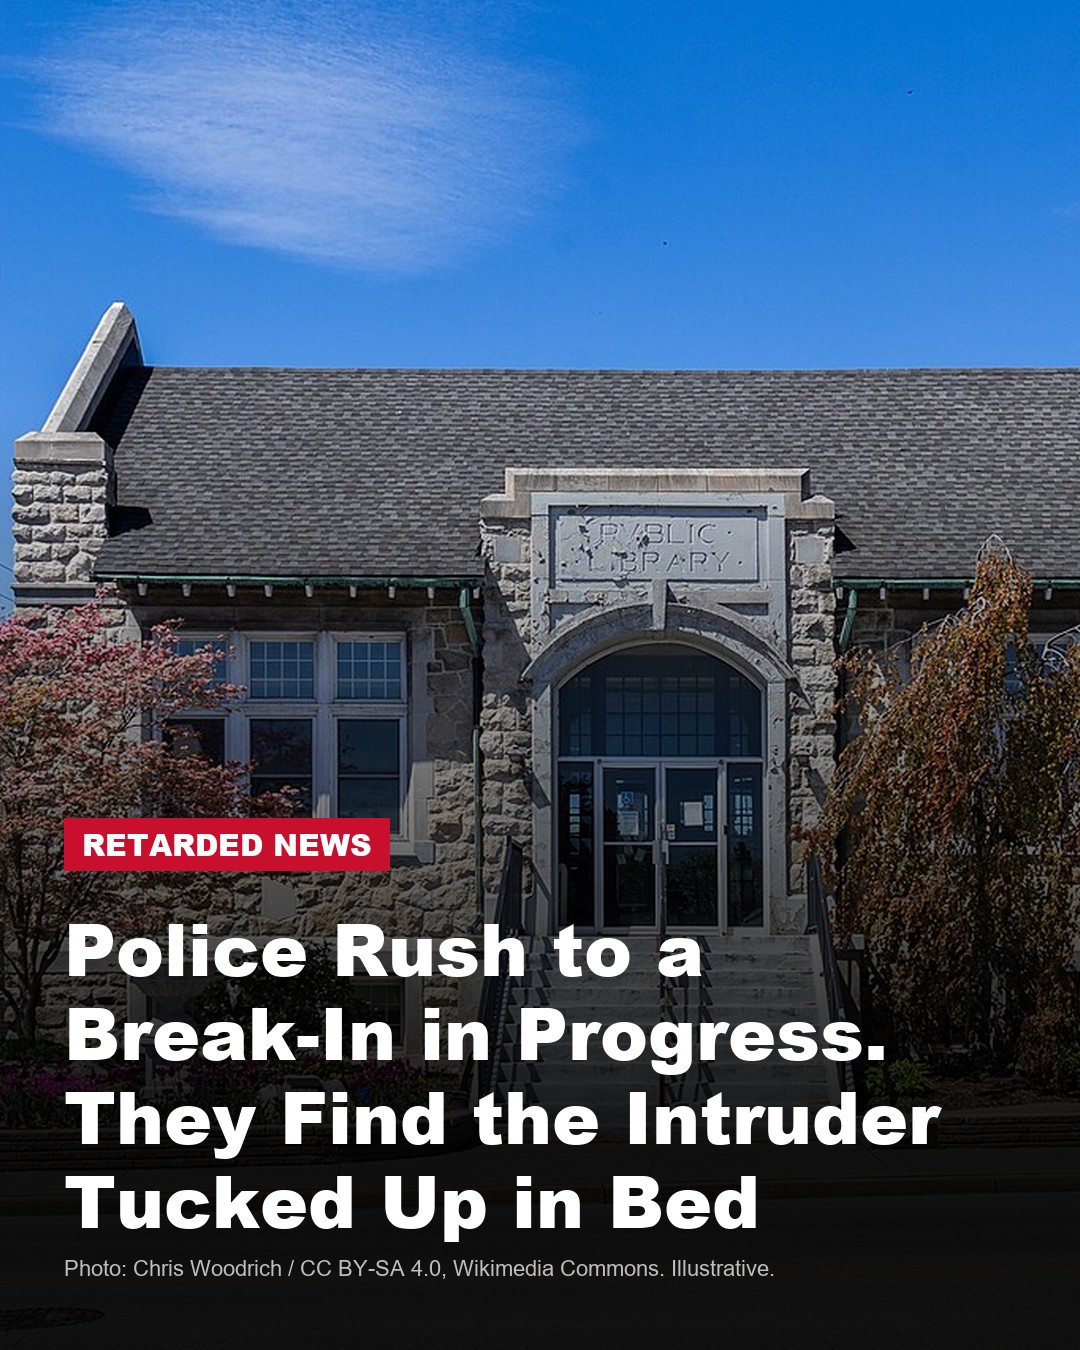 PVBLIC
LIBRARY
RETARDED NEWS
Police Rush to a
Break-In in Progress.
They Find the Intruder
Tucked Up in Bed
Photo: Chris Woodrich / CC BY-SA 4.0, Wikimedia Commons. Illustrative.